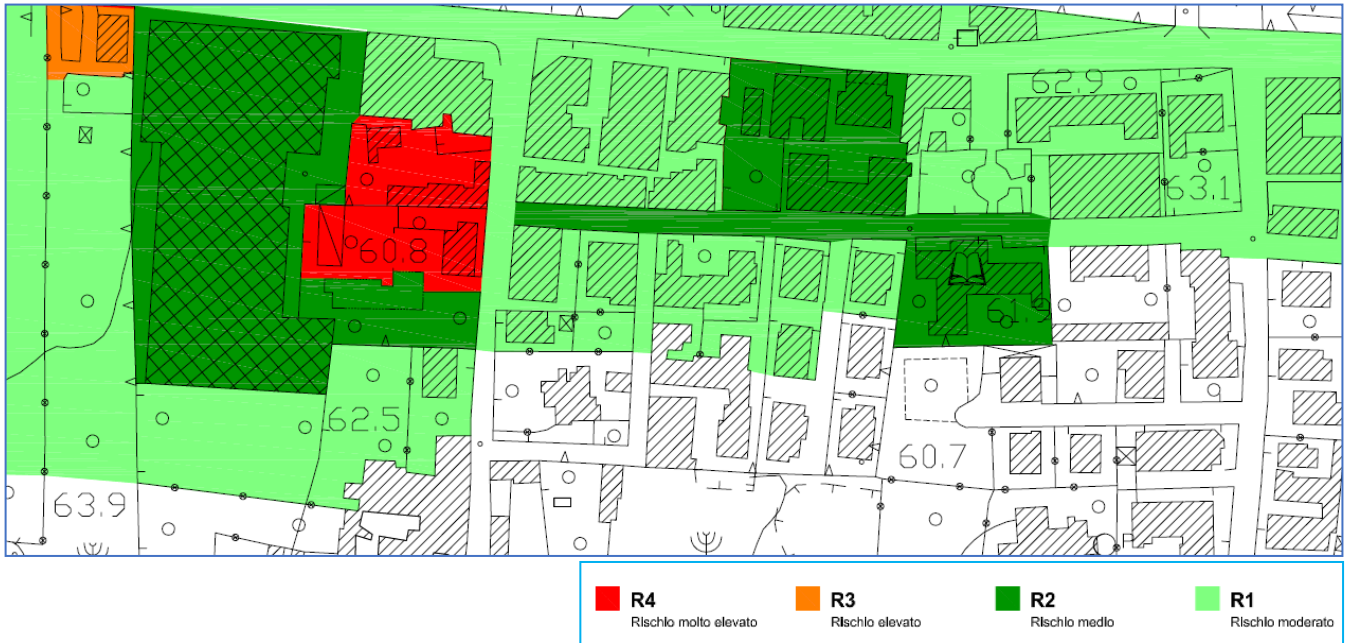 62.9
63.1
60.8
61.9
62.5
60.7
63.9
R4
Rischio molto elevato
R3
Rischio elevato
R2
Rischio medio
R1
Rischio moderato